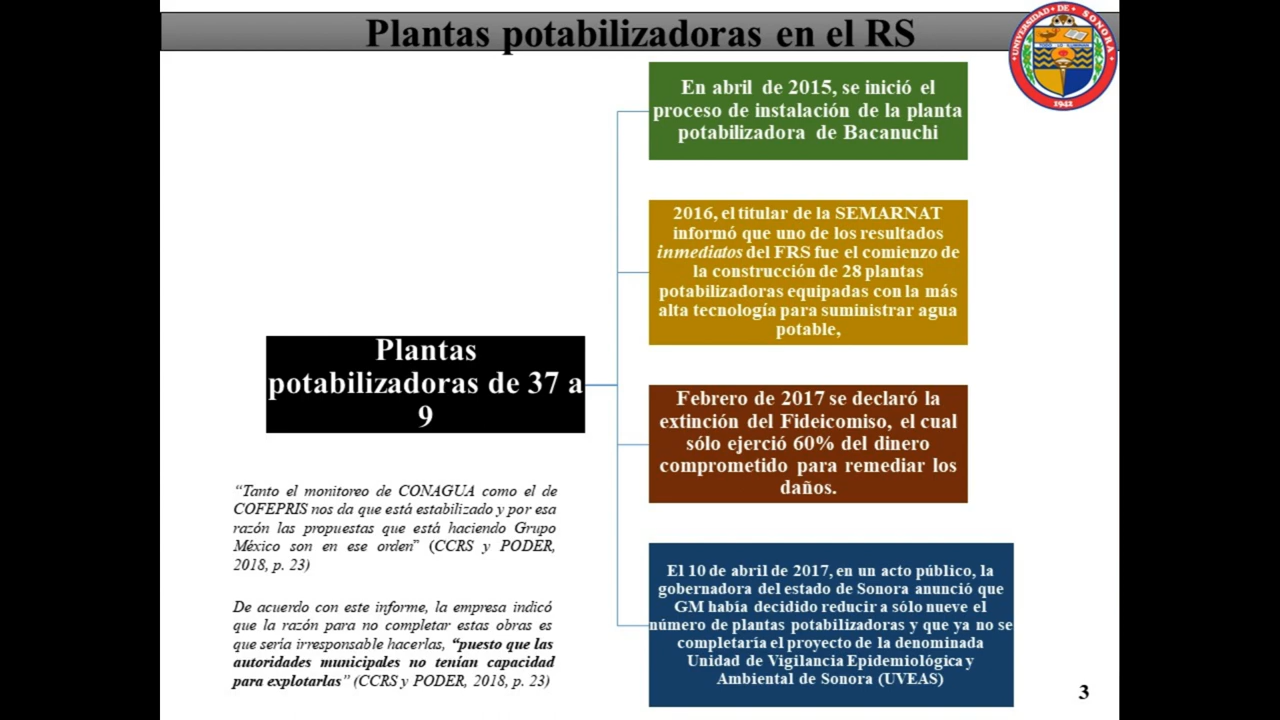 Plantas potabilizadoras en el RS
UNIVERSIDAD DE SONORA
1942
En abril de 2015, se inició el
proceso de instalación de la planta
potabilizadora de Bacanuchi
2016, el titular de la SEMARNAT
informó que uno de los resultados
inmediatos del FRS fue el comienzo de
la construcción de 28 plantas
potabilizadoras equipadas con la más
alta tecnología para suministrar agua
potable,
Plantas
potabilizadoras de 37 a
9
Febrero de 2017 se declaró la
extinción del Fideicomiso, el cual
sólo ejerció 60% del dinero
comprometido para remediar los
daños.
“Tanto el monitoreo de CONAGUA como el de
COFEPRIS nos da que está estabilizado y por esa
razón las propuestas que está haciendo Grupo
México son en ese orden” (CCRS y PODER,
2018, p. 23)
De acuerdo con este informe, la empresa indicó
que la razón para no completar estas obras es
que sería irresponsable hacerlas, “puesto que las
autoridades municipales no tenían capacidad
para explotarlas” (CCRS y PODER, 2018, p. 23)
El 10 de abril de 2017, en un acto público, la
gobernadora del estado de Sonora anunció que
GM había decidido reducir a sólo nueve el
número de plantas potabilizadoras y que ya no se
completaría el proyecto de la denominada
Unidad de Vigilancia Epidemiológica y
Ambiental de Sonora (UVEAS)
3